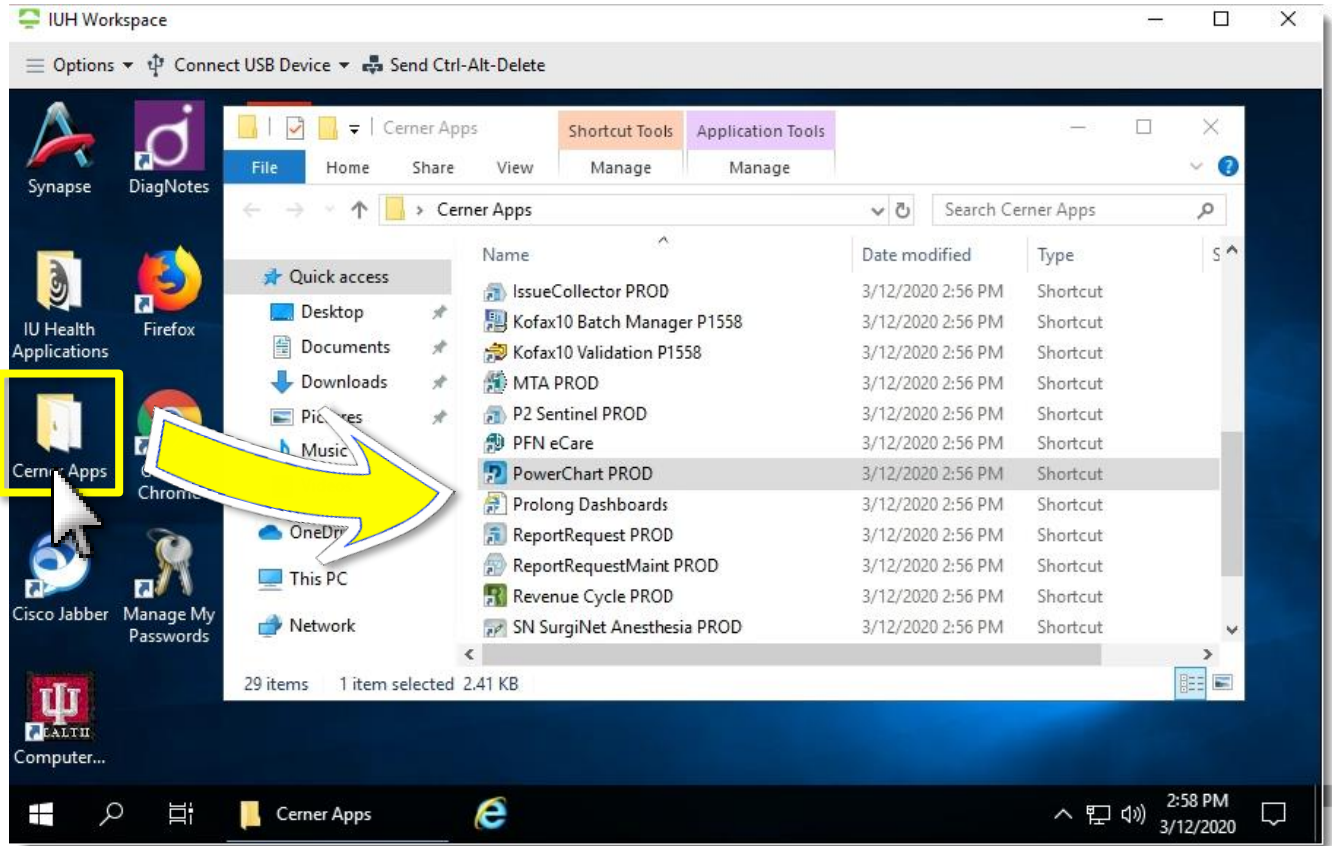 IUH Workspace
Options Connect USB Device Send Ctrl-Alt-Delete
Synapse
DiagNotes
IU Health
Applications
Firefox
Cerner Apps
Chrome
Cisco Jabber
Manage My
Passwords
Computer...
Cerner Apps Shortcut Tools Application Tools
File Home Share View Manage Manage
Cerner Apps Search Cerner Apps
Quick access
Desktop
Documents
Downloads
Music
This PC
Network
Name Date modified Type S
IssueCollector PROD 3/12/2020 2:56 PM Shortcut
Kofax10 Batch Manager P1558 3/12/2020 2:56 PM Shortcut
Kofax10 Validation P1558 3/12/2020 2:56 PM Shortcut
MTA PROD 3/12/2020 2:56 PM Shortcut
P2 Sentinel PROD 3/12/2020 2:56 PM Shortcut
PFN eCare 3/12/2020 2:56 PM Shortcut
PowerChart PROD 3/12/2020 2:56 PM Shortcut
Prolong Dashboards 3/12/2020 2:56 PM Shortcut
ReportRequest PROD 3/12/2020 2:56 PM Shortcut
ReportRequestMaint PROD 3/12/2020 2:56 PM Shortcut
Revenue Cycle PROD 3/12/2020 2:56 PM Shortcut
SN SurgiNet Anesthesia PROD 3/12/2020 2:56 PM Shortcut
29 items 1 item selected 2.41 KB
Cerner Apps
2:58 PM
3/12/2020